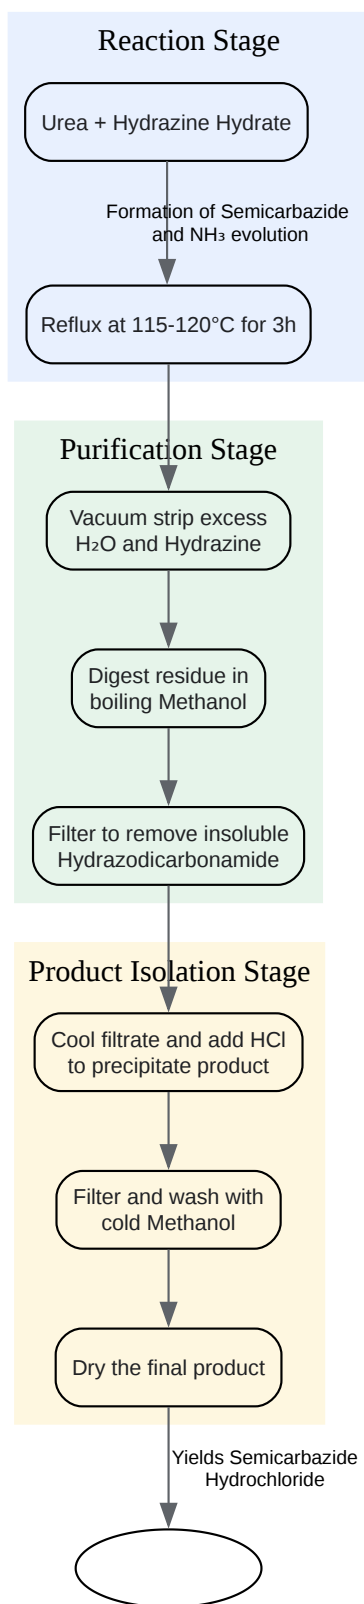 Reaction Stage
Urea + Hydrazine Hydrate
Formation of Semicarbazide
and NH₃ evolution
Reflux at 115-120°C for 3h
Purification Stage
Vacuum strip excess
H₂O and Hydrazine
Digest residue in
boiling Methanol
Filter to remove insoluble
Hydrazodicarbonamide
Product Isolation Stage
Cool filtrate and add HCl
to precipitate product
Filter and wash with
cold Methanol
Dry the final product
Yields Semicarbazide
Hydrochloride